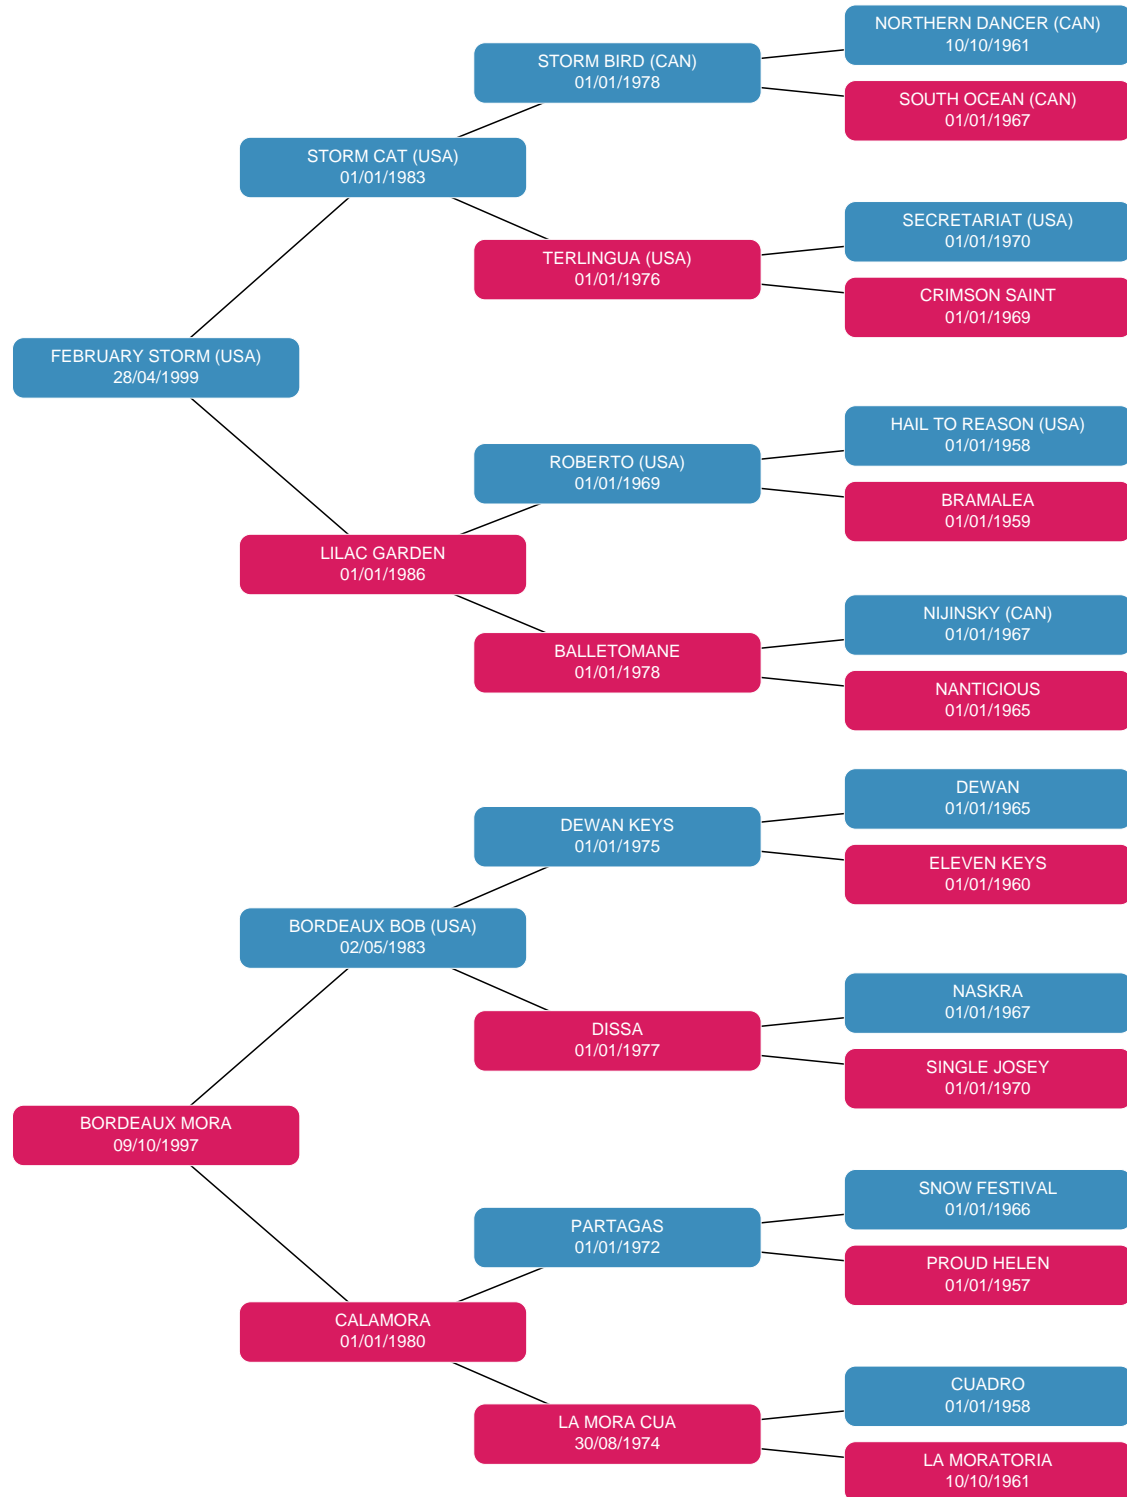 NORTHERN DANCER (CAN)
10/10/1961
STORM BIRD (CAN)
01/01/1978
SOUTH OCEAN (CAN)
01/01/1967
STORM CAT (USA)
01/01/1983
SECRETARIAT (USA)
01/01/1970
TERLINGUA (USA)
01/01/1976
CRIMSON SAINT
01/01/1969
FEBRUARY STORM (USA)
28/04/1999
HAIL TO REASON (USA)
01/01/1958
ROBERTO (USA)
01/01/1969
BRAMALEA
01/01/1959
LILAC GARDEN
01/01/1986
NIJINSKY (CAN)
01/01/1967
BALLETOMANE
01/01/1978
NANTICIOUS
01/01/1965
DEWAN
01/01/1965
DEWAN KEYS
01/01/1975
ELEVEN KEYS
01/01/1960
BORDEAUX BOB (USA)
02/05/1983
NASKRA
01/01/1967
DISSA
01/01/1977
SINGLE JOSEY
01/01/1970
BORDEAUX MORA
09/10/1997
SNOW FESTIVAL
01/01/1966
PARTAGAS
01/01/1972
PROUD HELEN
01/01/1957
CALAMORA
01/01/1980
CUADRO
01/01/1958
LA MORA CUA
30/08/1974
LA MORATORIA
10/10/1961